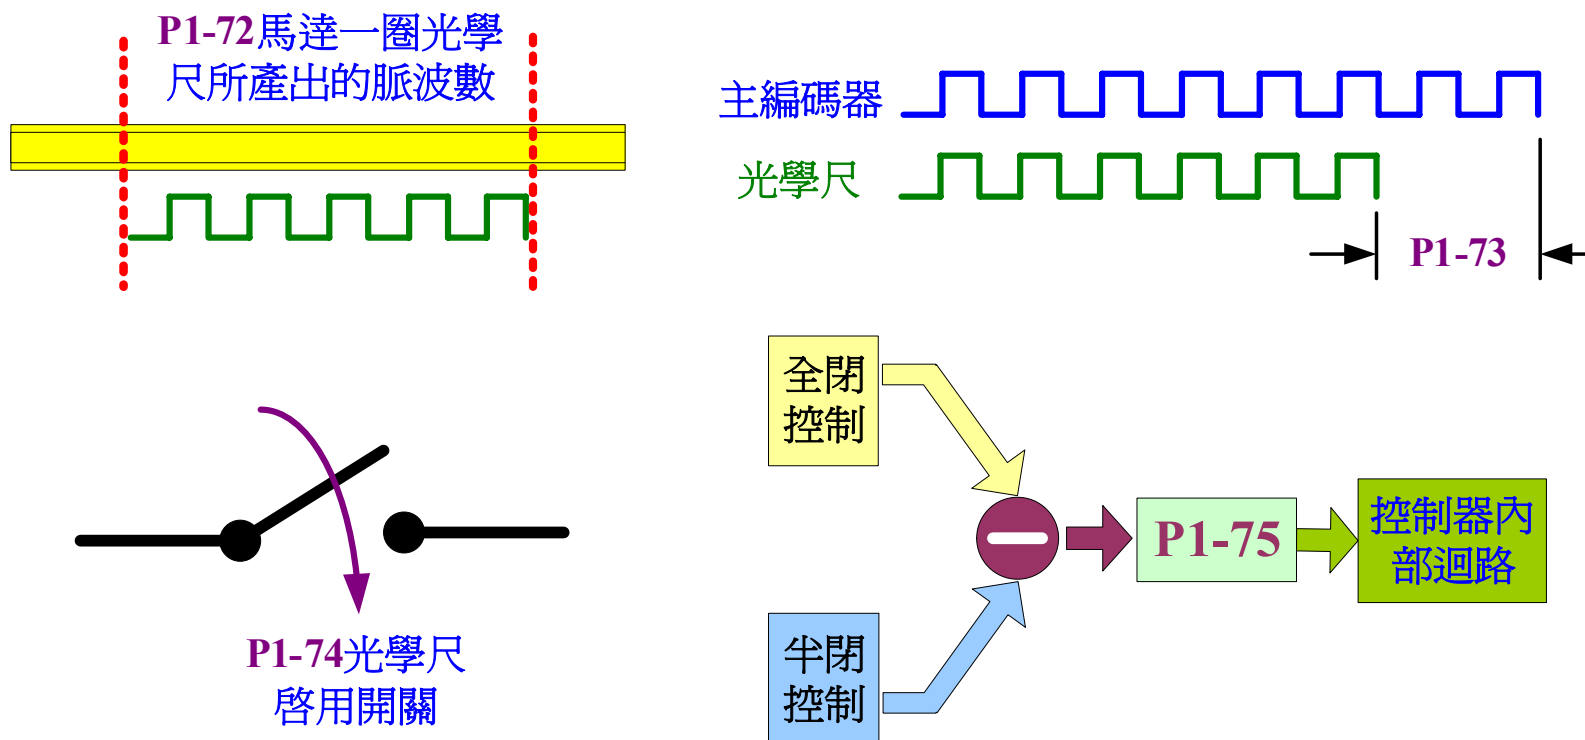 P1-72馬達一圈光學
尺所產出的脈波數
主編碼器
光學尺
P1-73
P1-74光學尺
啓用開關
全閉
控制
半閉
控制
P1-75
控制器內
部迴路